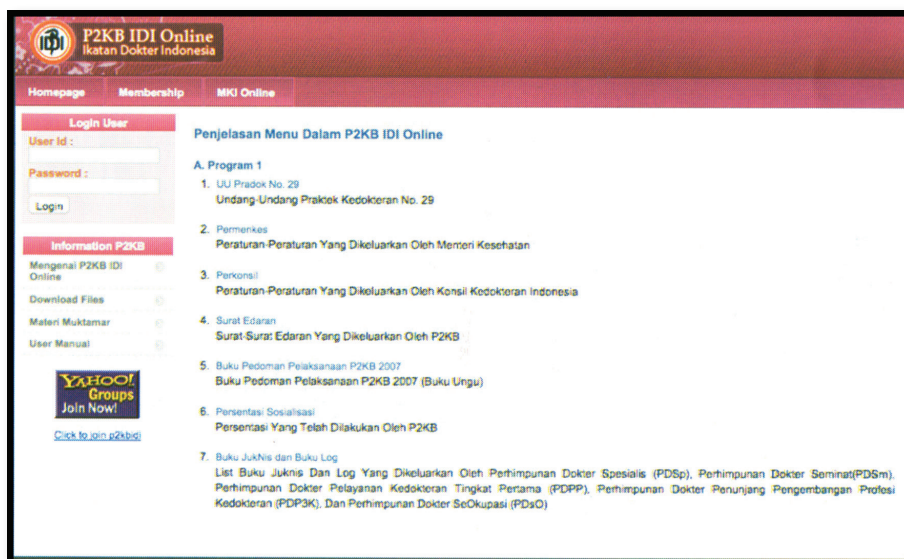 P2KB IDI Online
Ikatan Dokter Indonesia
Homepage Membership MKI Online
Login User
User Id :
Password :
Login
Information P2KB
Mengenai P2KB IDI
Online
Download Files
Materi Muktamar
User Manual
YAHOO!
Groups
Join Now!
Click to join p2kbidi
Penjelasan Menu Dalam P2KB IDI Online
A. Program 1
1. UU Pradok No. 29
Undang-Undang Praktek Kedokteran No. 29
2. Permenkes
Peraturan-Peraturan Yang Dikeluarkan Oleh Menteri Kesehatan
3. Perkonsil
Peraturan-Peraturan Yang Dikeluarkan Oleh Konsil Kedokteran Indonesia
4. Surat Edaran
Surat-Surat Edaran Yang Dikeluarkan Oleh P2KB
5. Buku Pedoman Pelaksanaan P2KB 2007
Buku Pedoman Pelaksanaan P2KB 2007 (Buku Ungu)
6. Persentasi Sosialisasi
Persentasi Yang Telah Dilakukan Oleh P2KB
7. Buku JukNis dan Buku Log
List Buku Juknis Dan Log Yang Dikeluarkan Oleh Perhimpunan Dokter Spesialis (PDSp), Perhimpunan Dokter Seminat(PDSm),
Perhimpunan Dokter Pelayanan Kedokteran Tingkat Pertama (PDPP), Perhimpunan Dokter Penunjang Pengembangan Profesi
Kedokteran (PDP3K), Dan Perhimpunan Dokter SeOkupasi (PDsO)